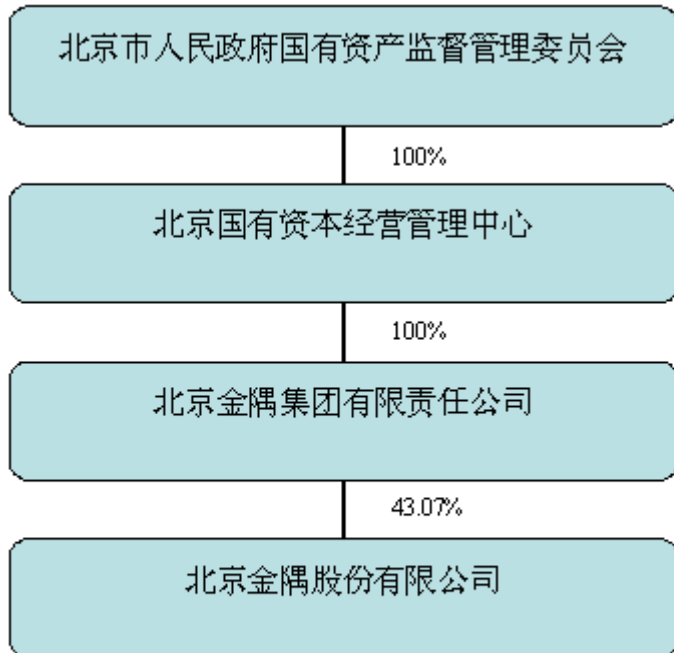 北京市人民政府国有资产监督管理委员会
100%
北京国有资本经营管理中心
100%
北京金隅集团有限责任公司
43.07%
北京金隅股份有限公司